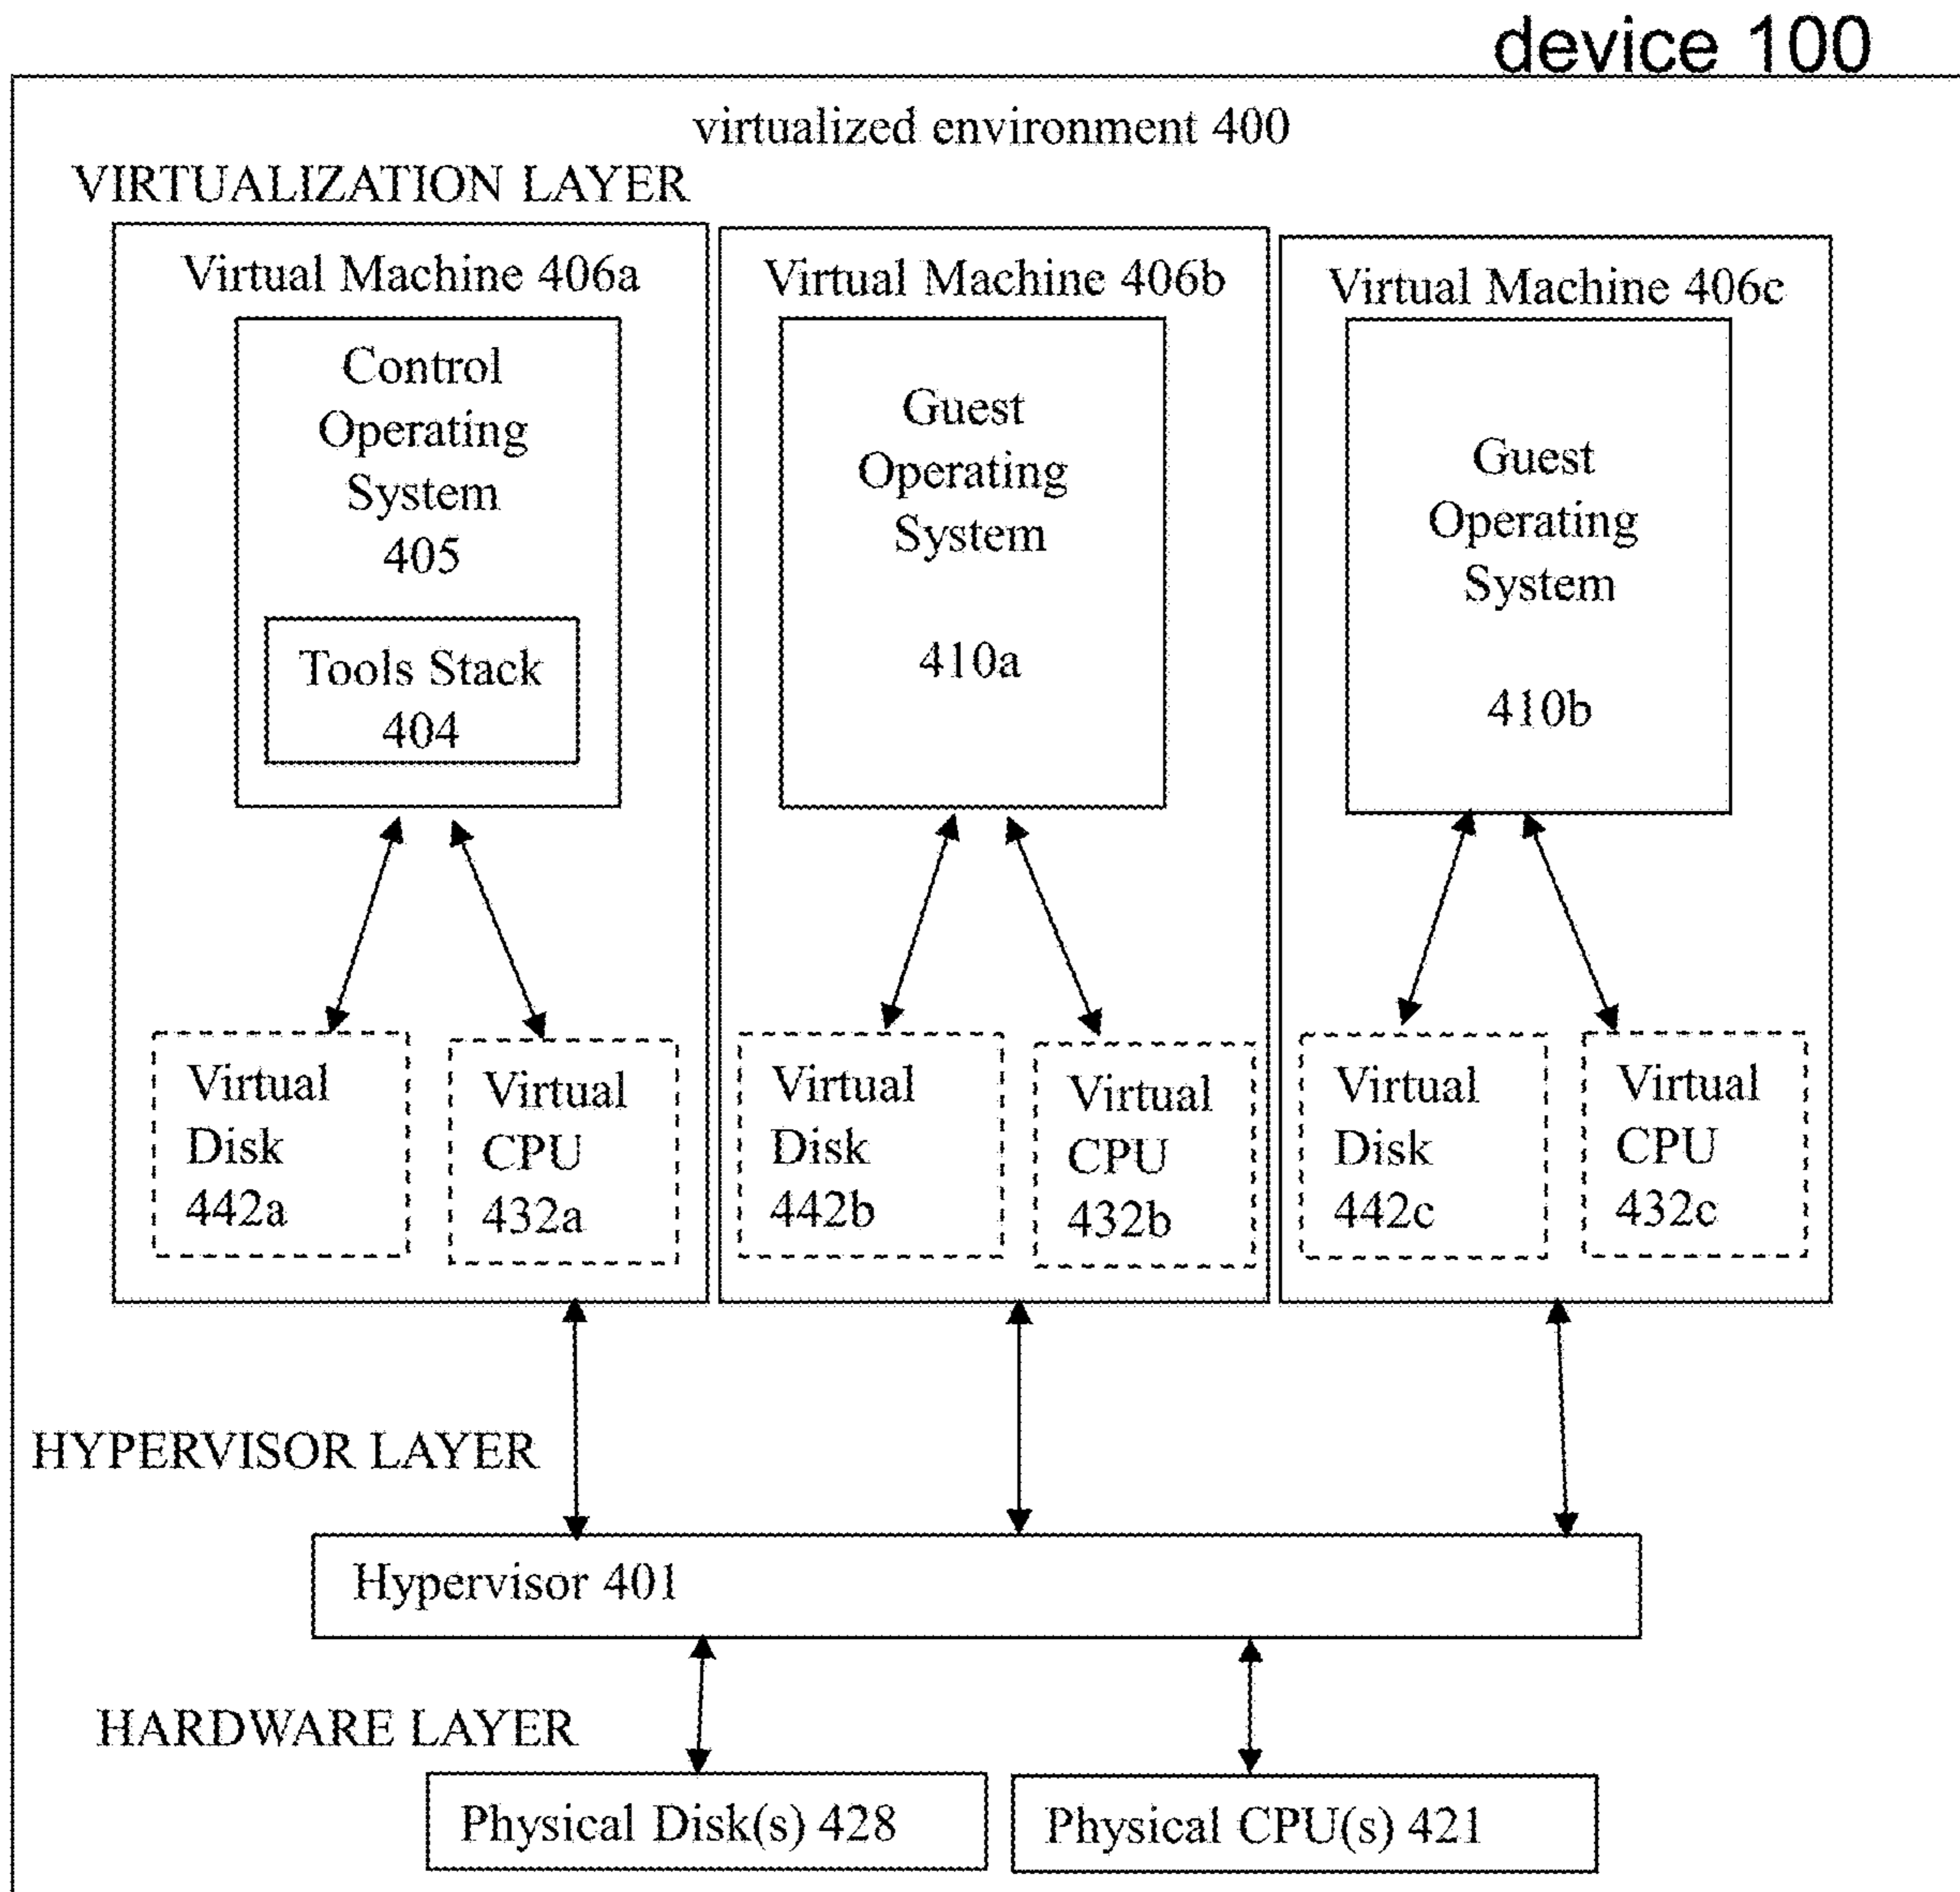 device 100
virtualized environment 400
VIRTUALIZATION LAYER
Virtual Machine 406a
Control
Operating
System
405
Tools Stack
404
Virtual
Disk
442a
Virtual
CPU
432a
Virtual Machine 406b
Guest
Operating
System
410a
Virtual
Disk
442b
Virtual
CPU
432b
Virtual Machine 406c
Guest
Operating
System
410b
Virtual
Disk
442c
Virtual
CPU
432c
HYPERVISOR LAYER
Hypervisor 401
HARDWARE LAYER
Physical Disk(s) 428
Physical CPU(s) 421